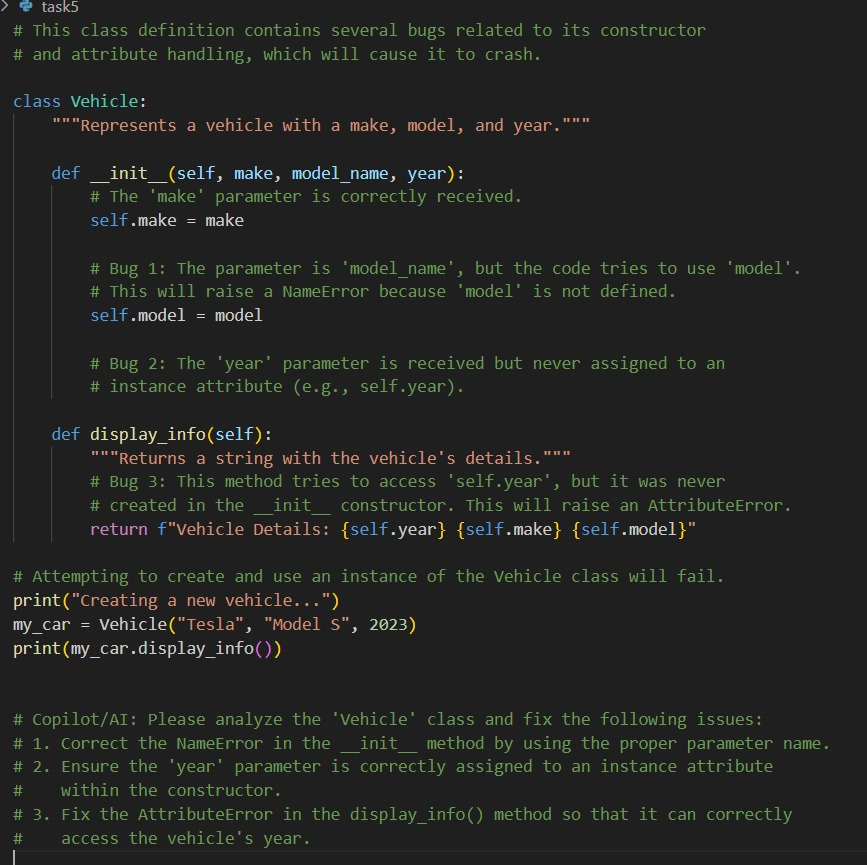 task5
# This class definition contains several bugs related to its constructor
# and attribute handling, which will cause it to crash.
class Vehicle:
    """Represents a vehicle with a make, model, and year."""
    def __init__(self, make, model_name, year):
        # The 'make' parameter is correctly received.
        self.make = make
        # Bug 1: The parameter is 'model_name', but the code tries to use 'model'.
        # This will raise a NameError because 'model' is not defined.
        self.model = model
        # Bug 2: The 'year' parameter is received but never assigned to an
        # instance attribute (e.g., self.year).
    def display_info(self):
        """Returns a string with the vehicle's details."""
        # Bug 3: This method tries to access 'self.year', but it was never
        # created in the __init__ constructor. This will raise an AttributeError.
        return f"Vehicle Details: {self.year} {self.make} {self.model}"
# Attempting to create and use an instance of the Vehicle class will fail.
print("Creating a new vehicle...")
my_car = Vehicle("Tesla", "Model S", 2023)
print(my_car.display_info())
# Copilot/AI: Please analyze the 'Vehicle' class and fix the following issues:
# 1. Correct the NameError in the __init__ method by using the proper parameter name.
# 2. Ensure the 'year' parameter is correctly assigned to an instance attribute
#    within the constructor.
# 3. Fix the AttributeError in the display_info() method so that it can correctly
#    access the vehicle's year.